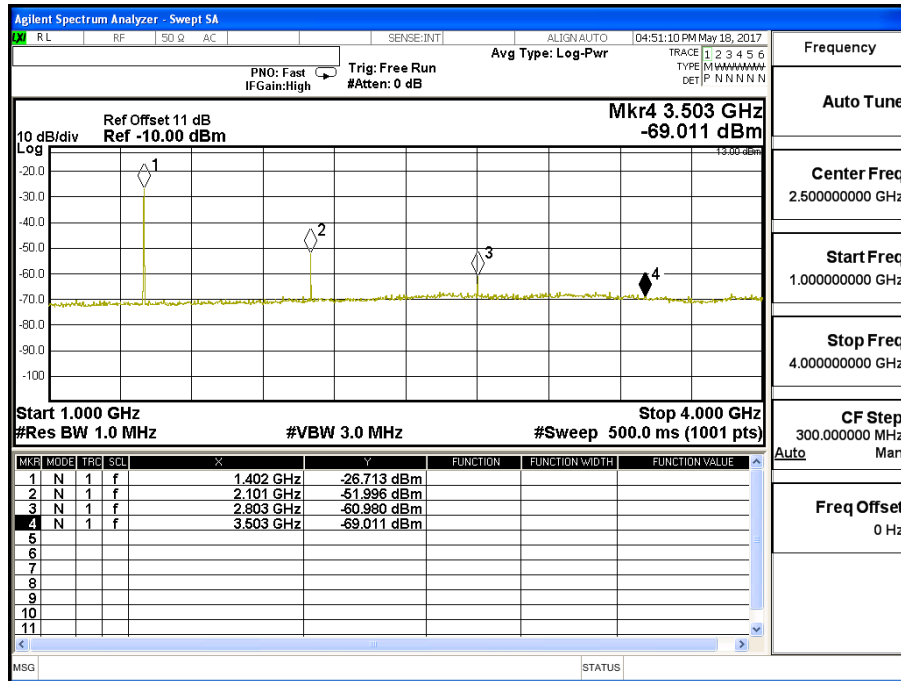 Agilent Spectrum Analyzer - Swept SA
LXI RL RF 50 Ω AC SENSE:INT ALIGNAUTO 04:51:10 PM May 18, 2017
PNO: Fast Trig: Free Run Avg Type: Log-Pwr TRACE 1 2 3 4 5 6
TYPE MWWWWW
IFGain:High #Atten: 0 dB DET P N N N N N
Ref Offset 11 dB Mkr4 3.503 GHz
10 dB/div Ref -10.00 dBm -69.011 dBm
Log 13.00 dBm
-20.0
-30.0
-40.0
-50.0
-60.0
-70.0
-80.0
-90.0
-100
1
2
3
4
Start 1.000 GHz Stop 4.000 GHz
#Res BW 1.0 MHz #VBW 3.0 MHz #Sweep 500.0 ms (1001 pts)
MKR MODE TRC SCL X Y FUNCTION FUNCTION WIDTH FUNCTION VALUE
1 N 1 f 1.402 GHz -26.713 dBm
2 N 1 f 2.101 GHz -51.996 dBm
3 N 1 f 2.803 GHz -60.980 dBm
4 N 1 f 3.503 GHz -69.011 dBm
5
6
7
8
9
10
11
MSG STATUS
Frequency
Auto Tune
Center Freq
2.500000000 GHz
Start Freq
1.000000000 GHz
Stop Freq
4.000000000 GHz
CF Step
300.000000 MHz
Auto Man
Freq Offset
0 Hz